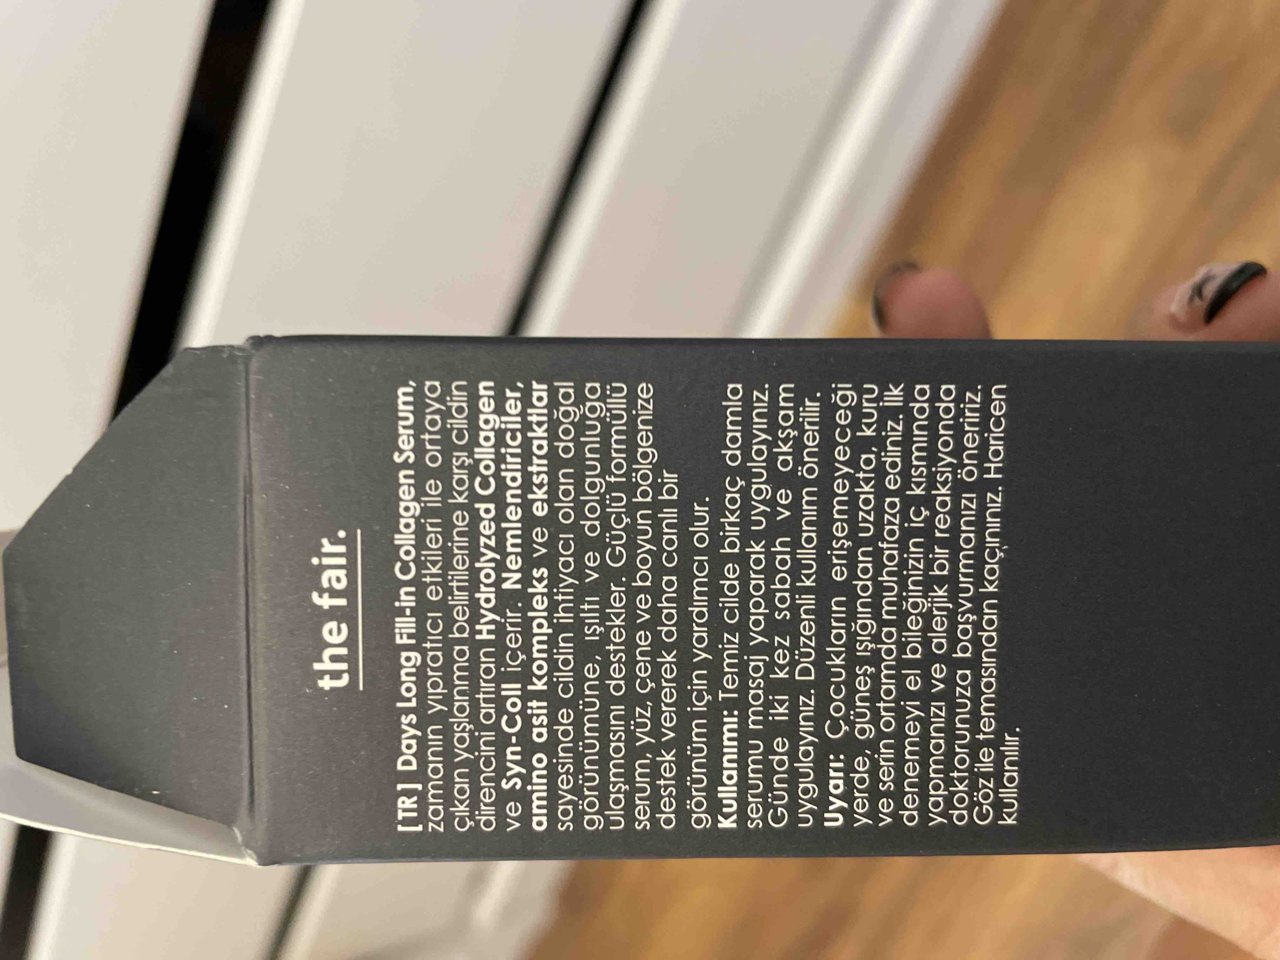 the fair.
[TR] Days Long Fill-in Collagen Serum,
zamanın yıpratıcı etkileri ile ortaya
çıkan yaşlanma belirtilerine karşı cildin
direncini artıran Hydrolyzed Collagen
ve Syn-Coll içerir. Nemlendiriciler,
amino asit kompleks ve ekstraktlar
sayesinde cildin ihtiyacı olan doğal
görünümüne, ışıltı ve dolgunluğa
ulaşmasını destekler. Güçlü formüllü
serum, yüz, çene ve boyun bölgenize
destek vererek daha canlı bir
görünüm için yardımcı olur.
Kullanımı: Temiz cilde birkaç damla
serumu masaj yaparak uygulayınız.
Günde iki kez sabah ve akşam
uygulayınız. Düzenli kullanım önerilir.
Uyarı: Çocukların erişemeyeceği
yerde, güneş ışığından uzakta, kuru
ve serin ortamda muhafaza ediniz. İlk
denemeyi el bileğinizin iç kısmında
yapmanızı ve alerjik bir reaksiyonda
doktorunuza başvurmanızı öneririz.
Göz ile temasından kaçınınız. Haricen
kullanılır.